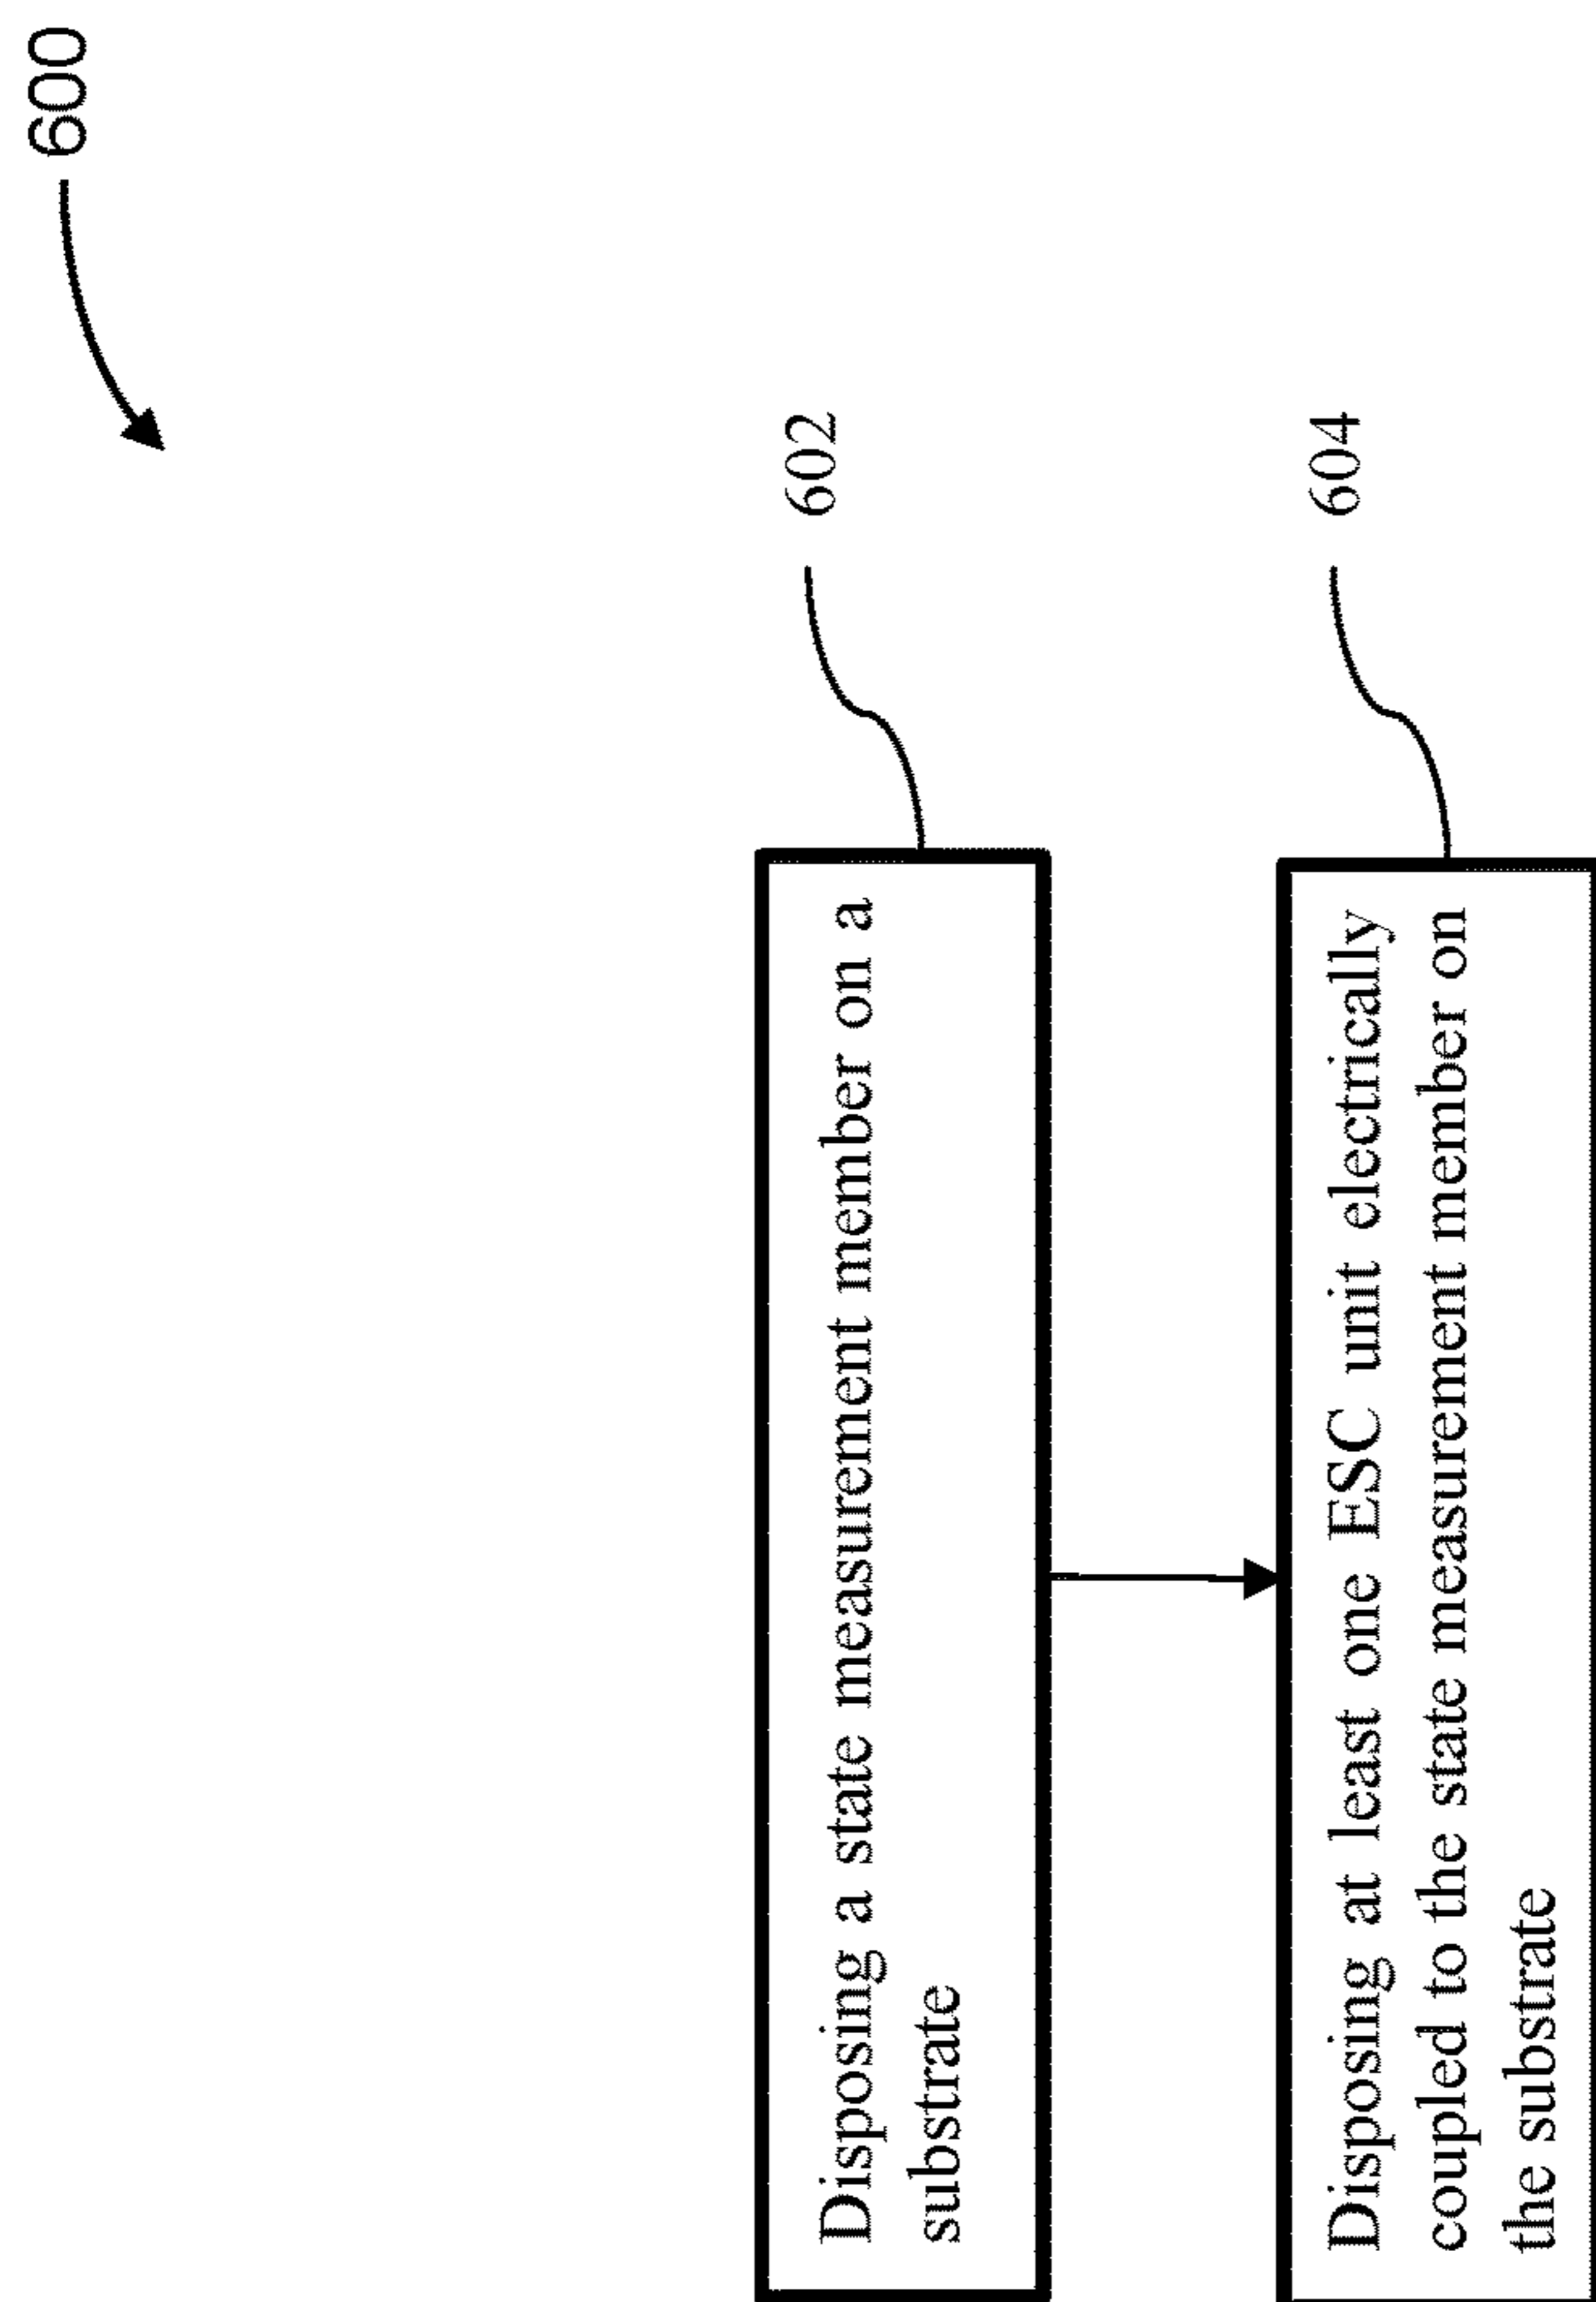 600
602
Disposing a state measurement member on a
substrate
604
Disposing at least one ESC unit electrically
coupled to the state measurement member on
the substrate